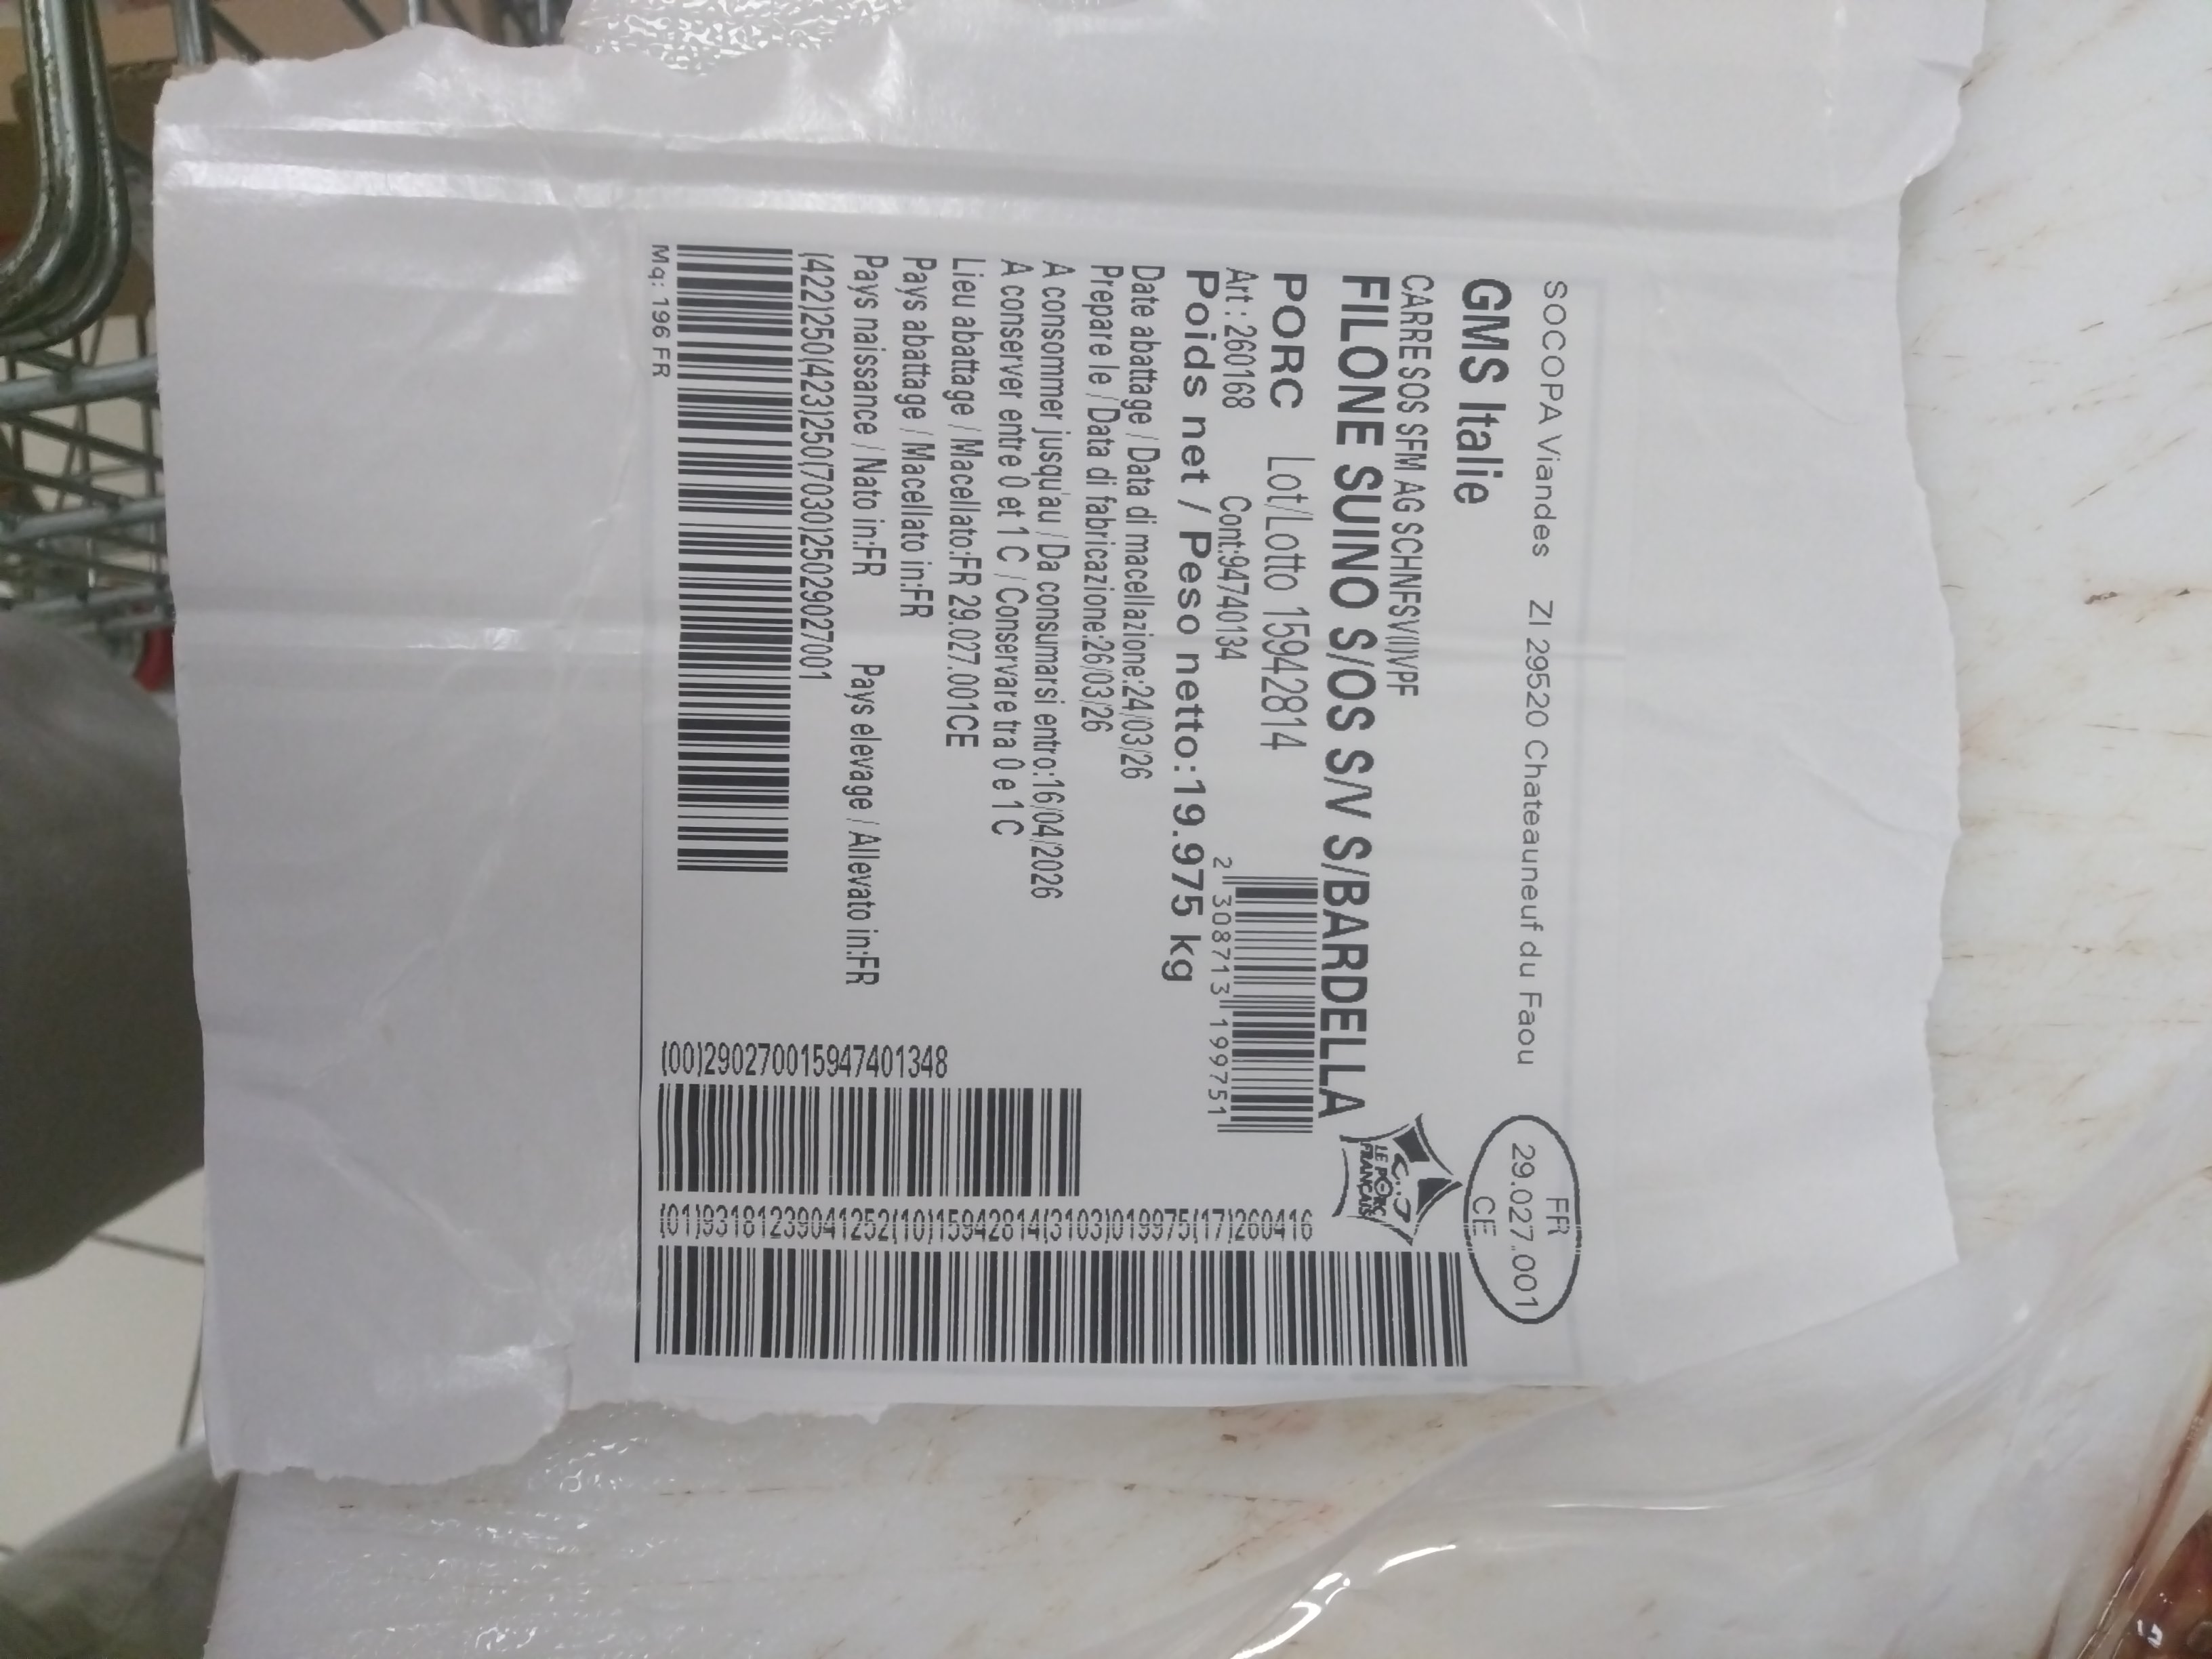 SOCOPA Viandes ZI 29520 Chateauneuf du Faou
FR
29.027.001
CE
GMS Italie
CARRE SOS SFM AG SCHNFSV(I)VPF
FILONE SUINO S/OS S/V S/BARDELLA
LE PORC
FRANÇAIS
PORC Lot/Lotto 15942814
Art : 260168 Cont:94740134
2 308713 199751
Poids net / Peso netto:19.975 kg
Date abattage / Data di macellazione:24/03/26
Prepare le / Data di fabricazione:26/03/26
A consommer jusqu'au / Da consumarsi entro:16/04/2026
A conserver entre 0 et 1 C / Conservare tra 0 e 1 C
Lieu abattage / Macellato:FR 29.027.001CE
Pays abattage / Macellato in:FR
Pays naissance / Nato in:FR Pays elevage / Allevato in:FR
(422)250(423)250(7030)25029027001
Mq: 196 FR
(00)290270015947401348
(01)93181239041252(10)15942814(3103)019975(17)260416